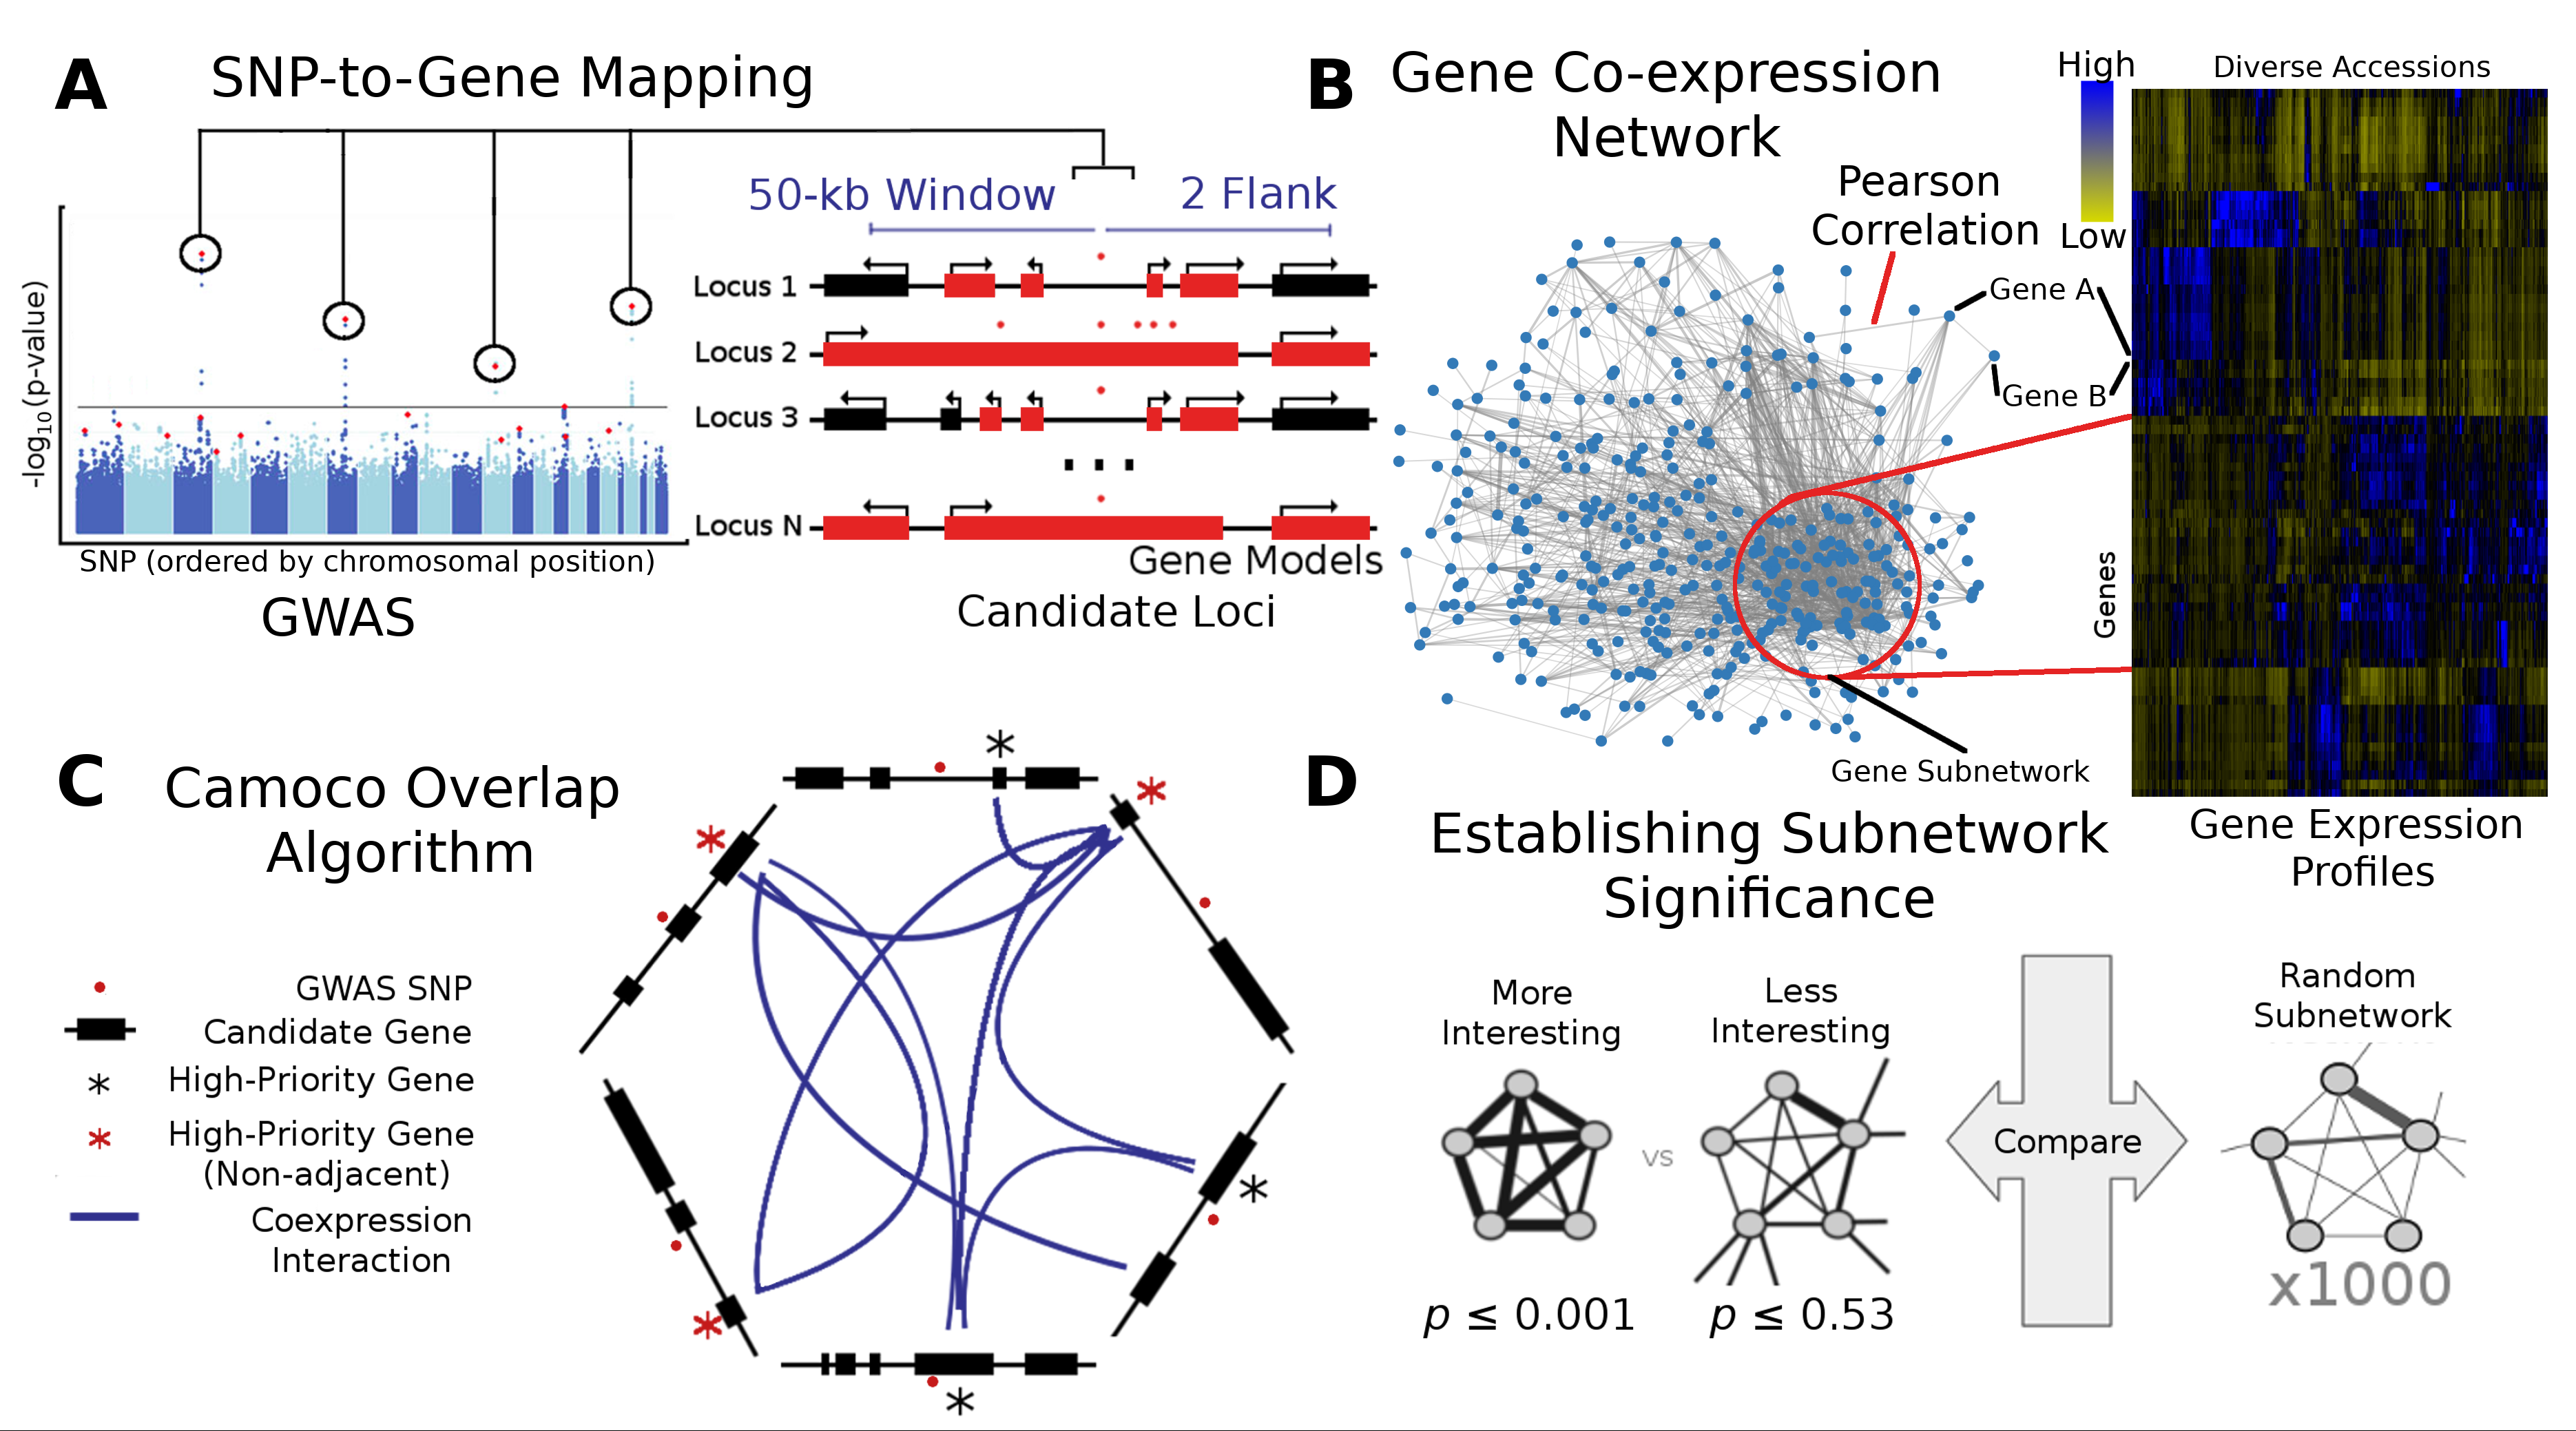 A
SNP-to-Gene Mapping
50-kb Window
2 Flank
Locus 1
Locus 2
Locus 3
Locus N
Gene Models
Candidate Loci
-log10(p-value)
SNP (ordered by chromosomal position)
GWAS
B
Gene Co-expression
Network
Pearson
Correlation
High
Low
Diverse Accessions
Gene A
Gene B
Genes
Gene Subnetwork
Gene Expression
Profiles
C
Camoco Overlap
Algorithm
GWAS SNP
Candidate Gene
* High-Priority Gene
* High-Priority Gene
(Non-adjacent)
Coexpression
Interaction
*
*
*
*
*
*
D
Establishing Subnetwork
Significance
More
Interesting
vs
Less
Interesting
Compare
Random
Subnetwork
p ≤ 0.001
p ≤ 0.53
x1000